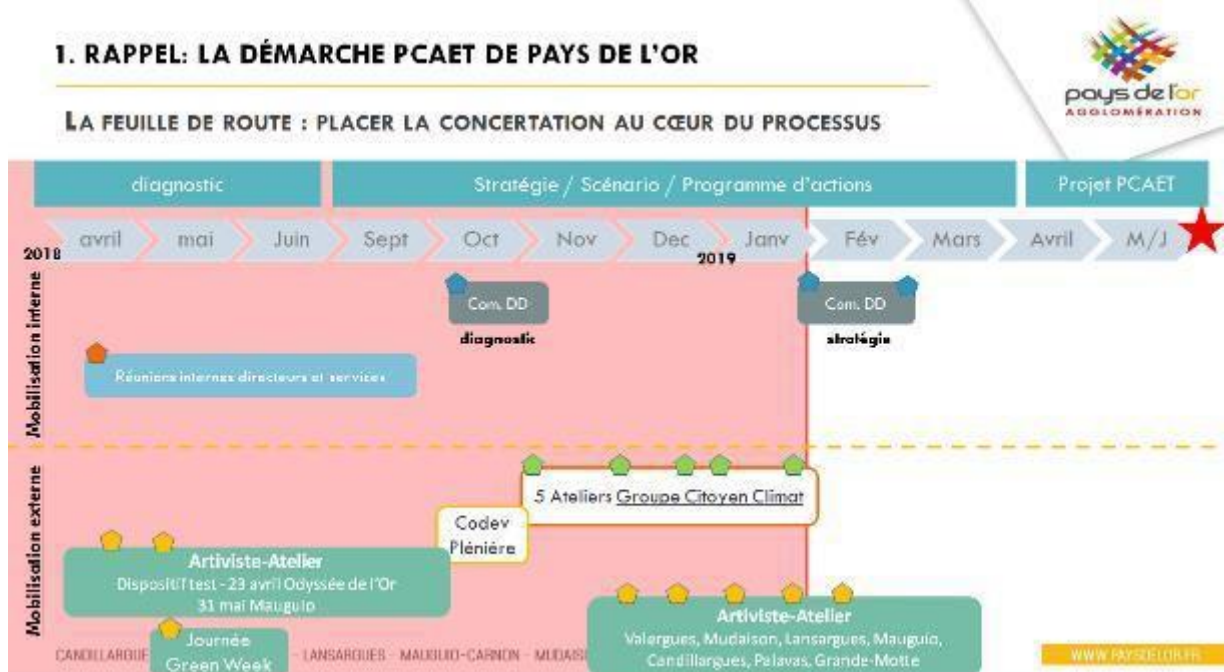 1. RAPPEL: LA DÉMARCHE PCAET DE PAYS DE L'OR
pays de l'or
AGGLOMÉRATION
LA FEUILLE DE ROUTE : PLACER LA CONCERTATION AU CŒUR DU PROCESSUS
diagnostic
Stratégie / Scénario / Programme d'actions
Projet PCAET
avril
mai
Juin
Sept
Oct
Nov
Dec
Janv
Fév
Mars
Avril
M/J
2018
2019
Mobilisation interne
Com. DD
diagnostic
Com. DD
stratégie
Réunions internes directeurs et services
Mobilisation externe
5 Ateliers Groupe Citoyen Climat
Codev
Plénière
Artiviste-Atelier
Dispositif test - 23 avril Odyssée de l'Or
31 mai Mauguio
Artiviste-Atelier
Valergues, Mudaison, Lansargues, Mauguio,
Candillargues, Palavas, Grande-Motte
Journée
Green Week
CANDILLARGUE - LANSARGUES - MAUGUIO-CARNON - MUDAIS
WWW.PAYSDELOR.FR